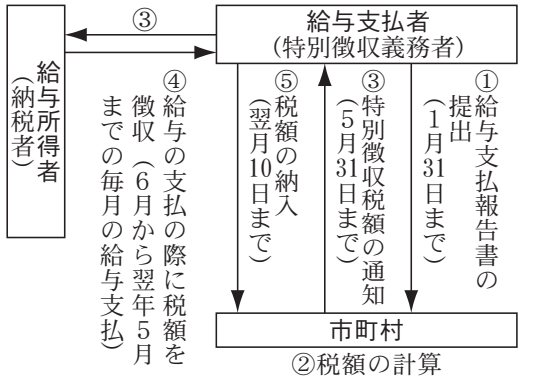 ③
給与支払者
(特別徴収義務者)
①給与支払報告書の
提出
(1月31日まで)
③特別徴収税額の通知
(5月31日まで)
⑤税額の納入
(翌月10日まで)
④給与の支払の際に税額を
徴収(6月から翌年5月
までの毎月の給与支払)
給与所得者
(納税者)
市町村
②税額の計算